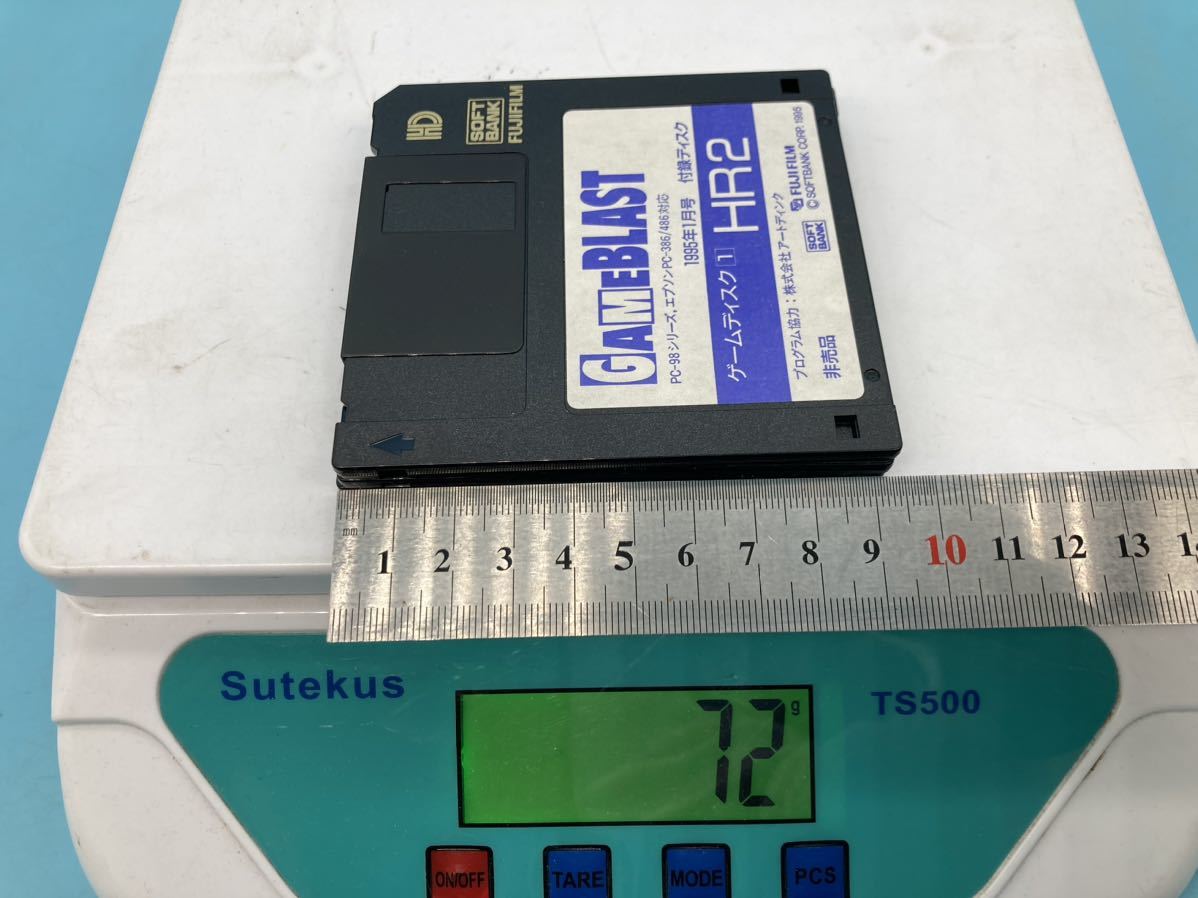 HD
SOFT
BANK
FUJIFILM
GAMEBLAST
PC-98シリーズ,エプソンPC-386/486対応
1995年1月号 付録ディスク
ゲームディスク1 HR2
プログラム協力：株式会社アートディンク
非売品
SOFT
BANK
FUJIFILM
©SOFTBANK CORP. 1995
mm
1 2 3 4 5 6 7 8 9 10 11 12 13 14
Sutekus
TS500
72 g
ON/OFF
TARE
MODE
PCS